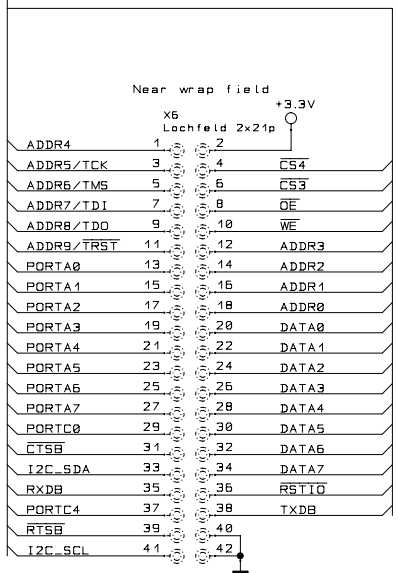 Near wrap field
+3.3V
X6
Lochfeld 2x21p
ADDR4 1 2
ADDR5/TCK 3 4 CS4
ADDR6/TMS 5 6 CS3
ADDR7/TDI 7 8 OE
ADDR8/TDO 9 10 WE
ADDR9/TRST 11 12 ADDR3
PORTA0 13 14 ADDR2
PORTA1 15 16 ADDR1
PORTA2 17 18 ADDR0
PORTA3 19 20 DATA0
PORTA4 21 22 DATA1
PORTA5 23 24 DATA2
PORTA6 25 26 DATA3
PORTA7 27 28 DATA4
PORTC0 29 30 DATA5
CTSB 31 32 DATA6
I2C_SDA 33 34 DATA7
RXDB 35 36 RSTIO
PORTC4 37 38 TXDB
RTSB 39 40
I2C_SCL 41 42